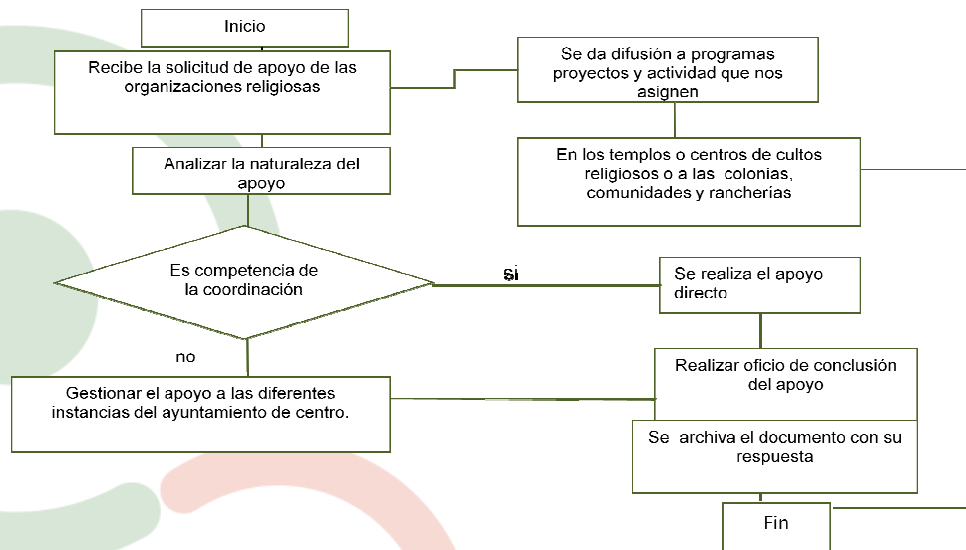 Inicio
Recibe la solicitud de apoyo de las
organizaciones religiosas
Se da difusión a programas
proyectos y actividad que nos
asignen
Analizar la naturaleza del
apoyo
En los templos o centros de cultos
religiosos o a las colonias,
comunidades y rancherías
Es competencia de
la coordinación
si
Se realiza el apoyo
directo
no
Gestionar el apoyo a las diferentes
instancias del ayuntamiento de centro.
Realizar oficio de conclusión
del apoyo
Se archiva el documento con su
respuesta
Fin